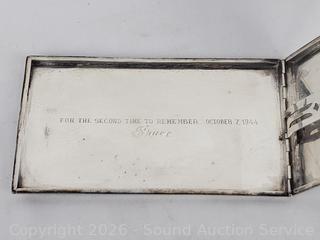 FOR THE SECOND TIME TO REMEMBER. OCTOBER 7, 1944
Copyright 2026 - Sound Auction Service